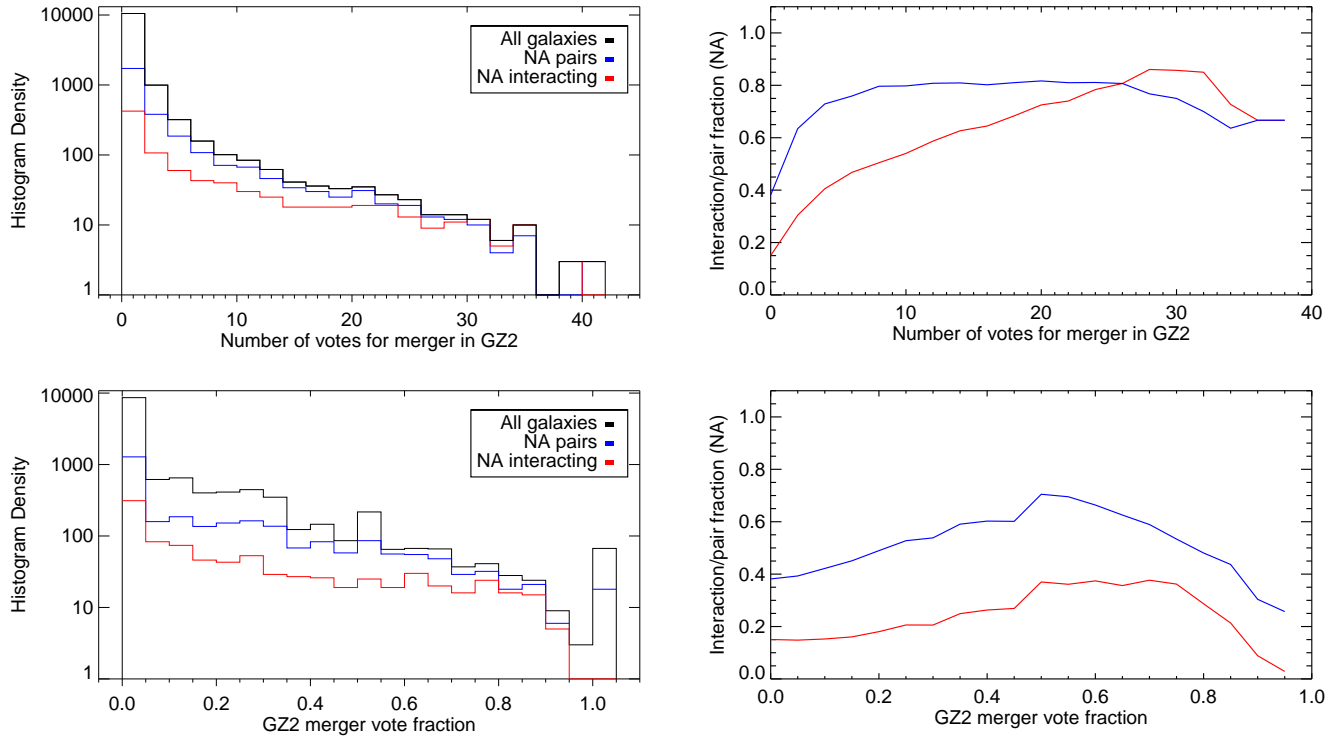 10000
1000
100
10
1
Histogram Density
All galaxies
NA pairs
NA interacting
0 10 20 30 40
Number of votes for merger in GZ2
1.0
0.8
0.6
0.4
0.2
0.0
Interaction/pair fraction (NA)
0 10 20 30 40
Number of votes for merger in GZ2
10000
1000
100
10
1
Histogram Density
All galaxies
NA pairs
NA interacting
0.0 0.2 0.4 0.6 0.8 1.0
GZ2 merger vote fraction
1.0
0.8
0.6
0.4
0.2
0.0
Interaction/pair fraction (NA)
0.0 0.2 0.4 0.6 0.8 1.0
GZ2 merger vote fraction